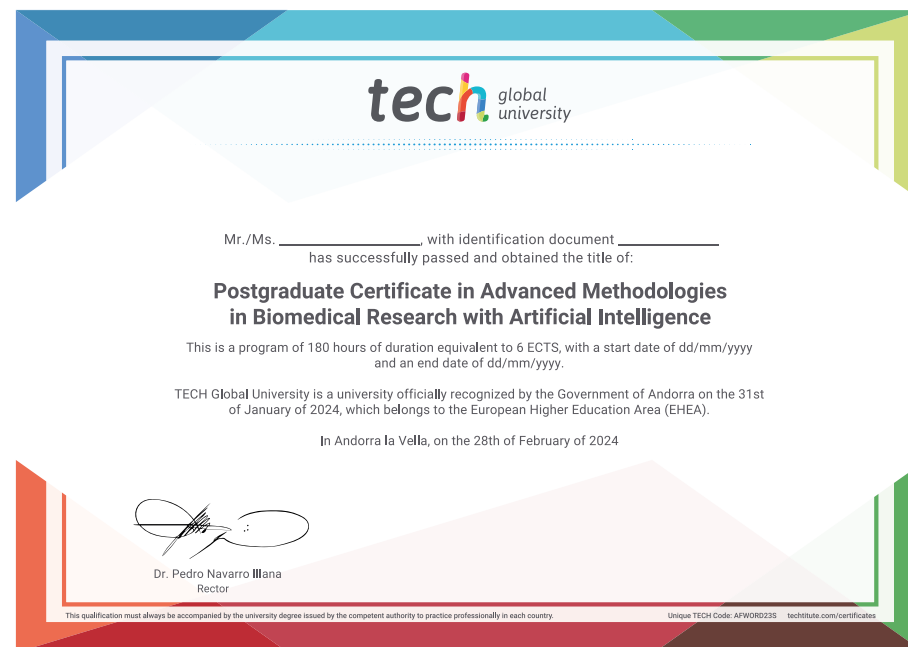 tech global
university
Mr./Ms. ____________________, with identification document ______________
has successfully passed and obtained the title of:
Postgraduate Certificate in Advanced Methodologies
in Biomedical Research with Artificial Intelligence
This is a program of 180 hours of duration equivalent to 6 ECTS, with a start date of dd/mm/yyyy
and an end date of dd/mm/yyyy.
TECH Global University is a university officially recognized by the Government of Andorra on the 31st
of January of 2024, which belongs to the European Higher Education Area (EHEA).
In Andorra la Vella, on the 28th of February of 2024
Dr. Pedro Navarro Illana
Rector
This qualification must always be accompanied by the university degree issued by the competent authority to practice professionally in each country.
Unique TECH Code: AFWORD23S techtitute.com/certificates